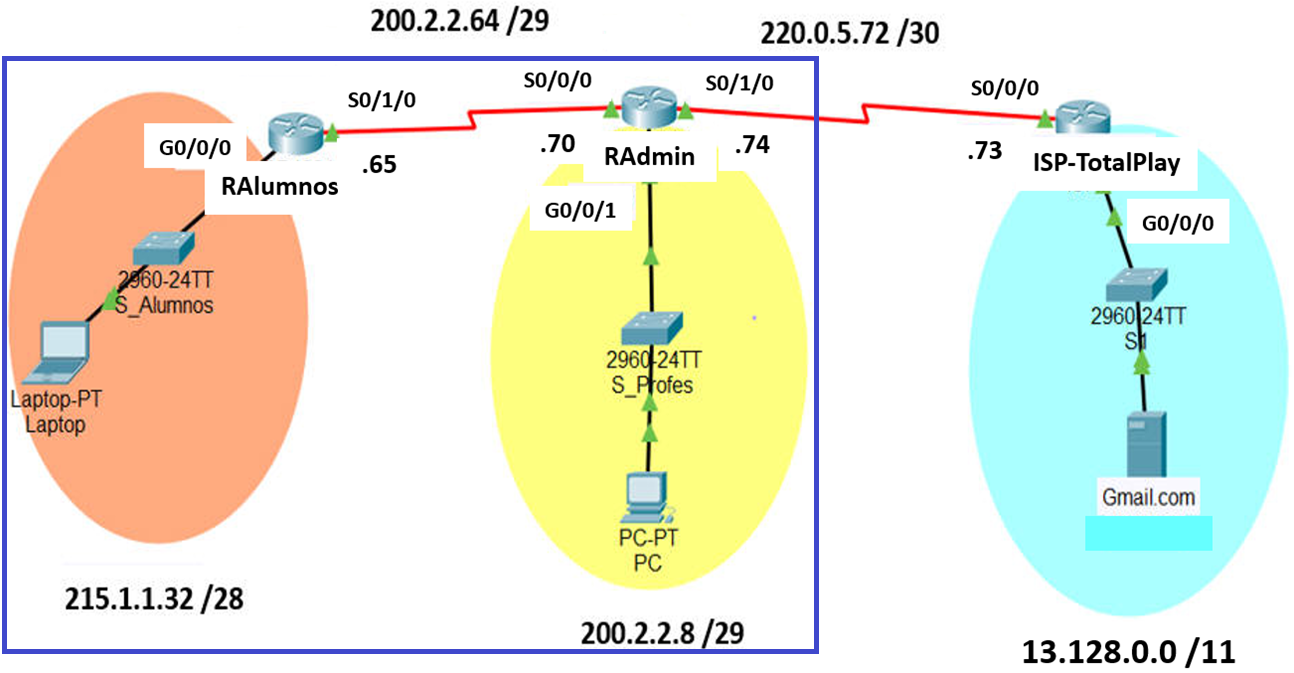 200.2.2.64 /29
220.0.5.72 /30
S0/1/0
S0/0/0
S0/1/0
S0/0/0
G0/0/0
.65
.70
.74
.73
RAlumnos
RAdmin
ISP-TotalPlay
G0/0/1
G0/0/0
2960-24TT
S_Alumnos
2960-24TT
S_Profes
2960-24TT
S1
Laptop-PT
Laptop
PC-PT
PC
Gmail.com
215.1.1.32 /28
200.2.2.8 /29
13.128.0.0 /11